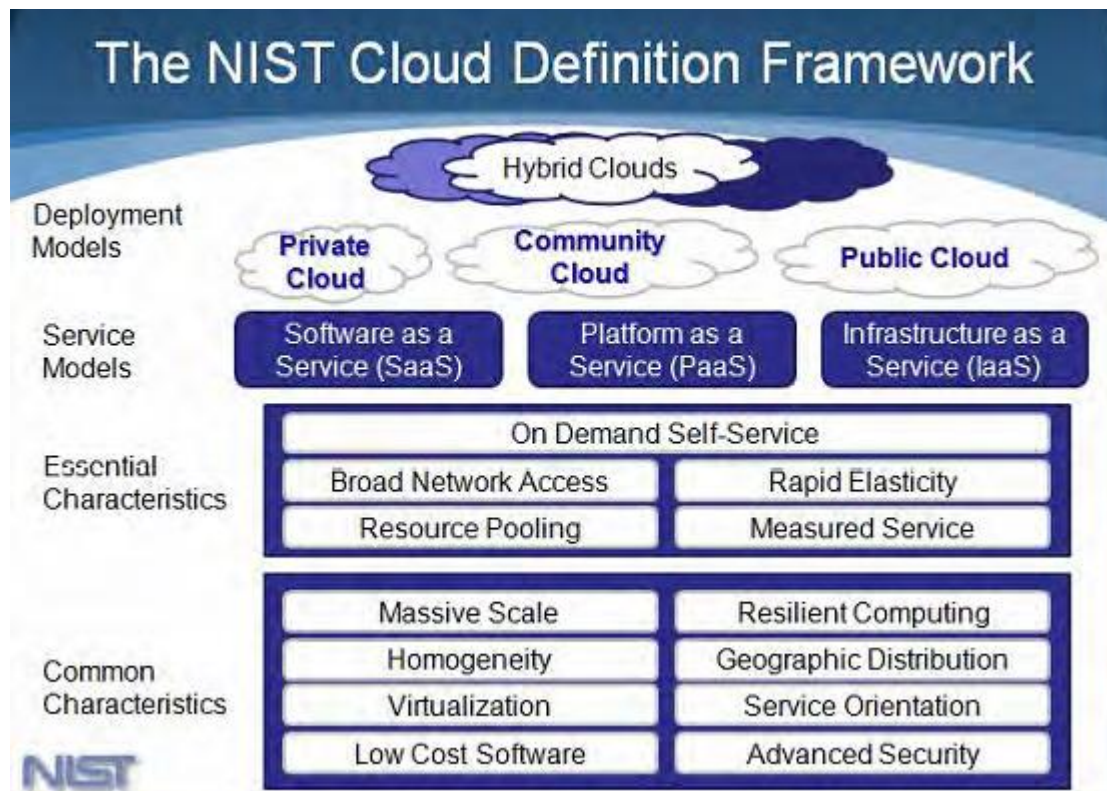 The NIST Cloud Definition Framework
Hybrid Clouds
Deployment
Models
Private
Cloud
Community
Cloud
Public Cloud
Service
Models
Software as a
Service (SaaS)
Platform as a
Service (PaaS)
Infrastructure as a
Service (IaaS)
Essential
Characteristics
On Demand Self-Service
Broad Network Access
Rapid Elasticity
Resource Pooling
Measured Service
Common
Characteristics
Massive Scale
Resilient Computing
Homogeneity
Geographic Distribution
Virtualization
Service Orientation
Low Cost Software
Advanced Security
NIST